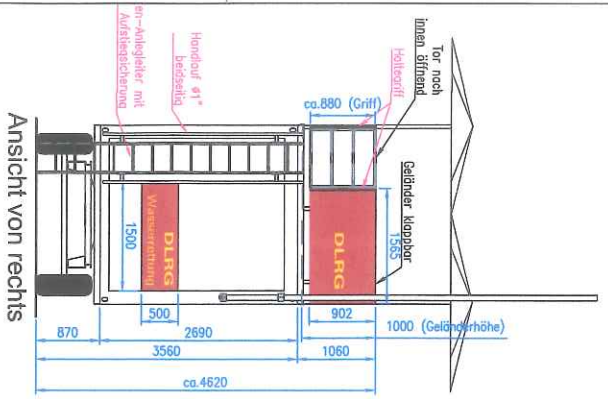 Tor nach
innen öffnend
Haltegriff
ca.880 (Griff)
Geländer klappbar
1565
Handlauf ø1"
beidseitig
en-Anlegleiter mit
Aufstiegsicherung
DLRG
DLRG
Wasserrettung
1500
500
902
1000 (Geländerhöhe)
870
2690
3560
1060
ca.4620
Ansicht von rechts